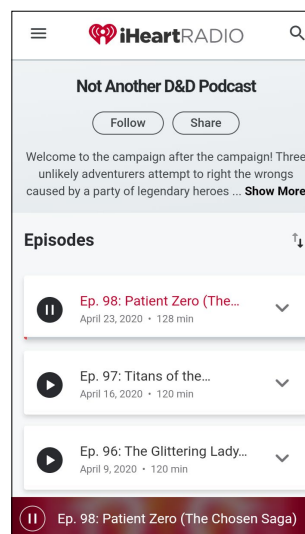 iHeartRADIO
Not Another D&D Podcast
Follow
Share
Welcome to the campaign after the campaign! Three
unlikely adventurers attempt to right the wrongs
caused by a party of legendary heroes ... Show More
Episodes
Ep. 98: Patient Zero (The...
April 23, 2020 • 128 min
Ep. 97: Titans of the...
April 16, 2020 • 120 min
Ep. 96: The Glittering Lady...
April 9, 2020 • 120 min
Ep. 98: Patient Zero (The Chosen Saga)